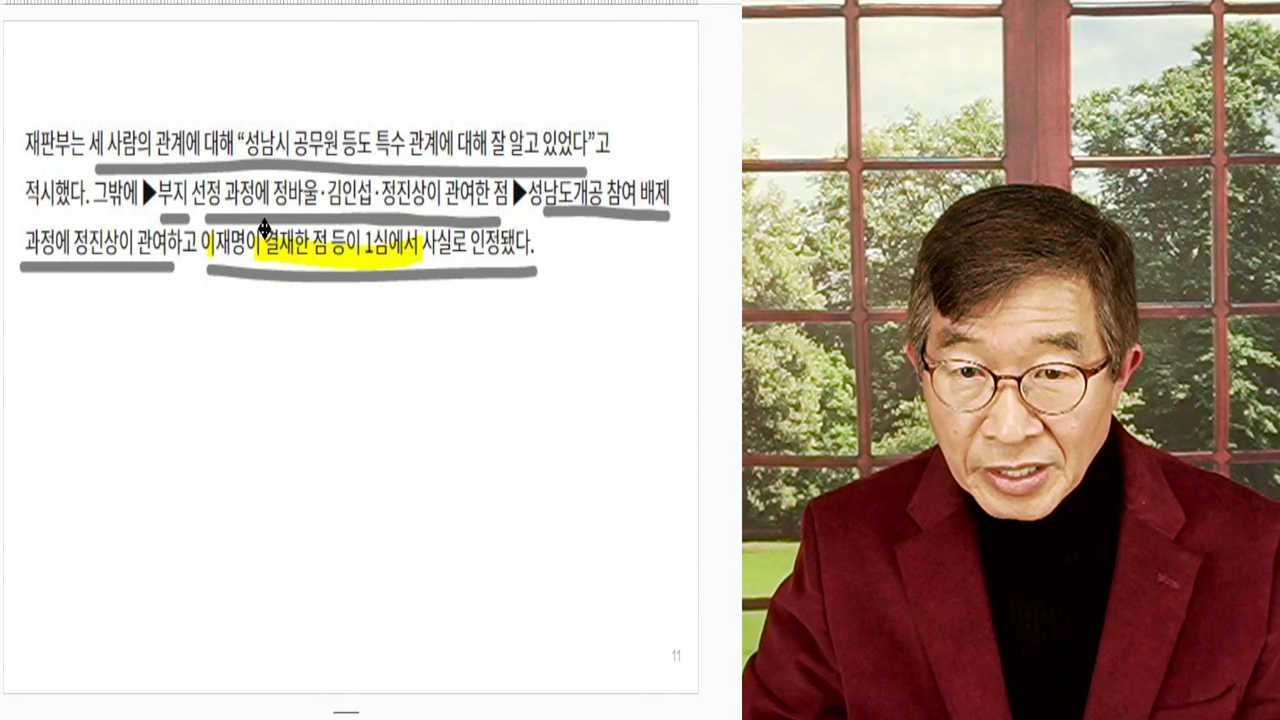 재판부는 세 사람의 관계에 대해 “성남시 공무원 등도 특수 관계에 대해 잘 알고 있었다”고
적시했다. 그밖에 ▶부지 선정 과정에 정바울·김인섭·정진상이 관여한 점 ▶성남도개공 참여 배제
과정에 정진상이 관여하고 이재명이 결재한 점 등이 1심에서 사실로 인정됐다.
11